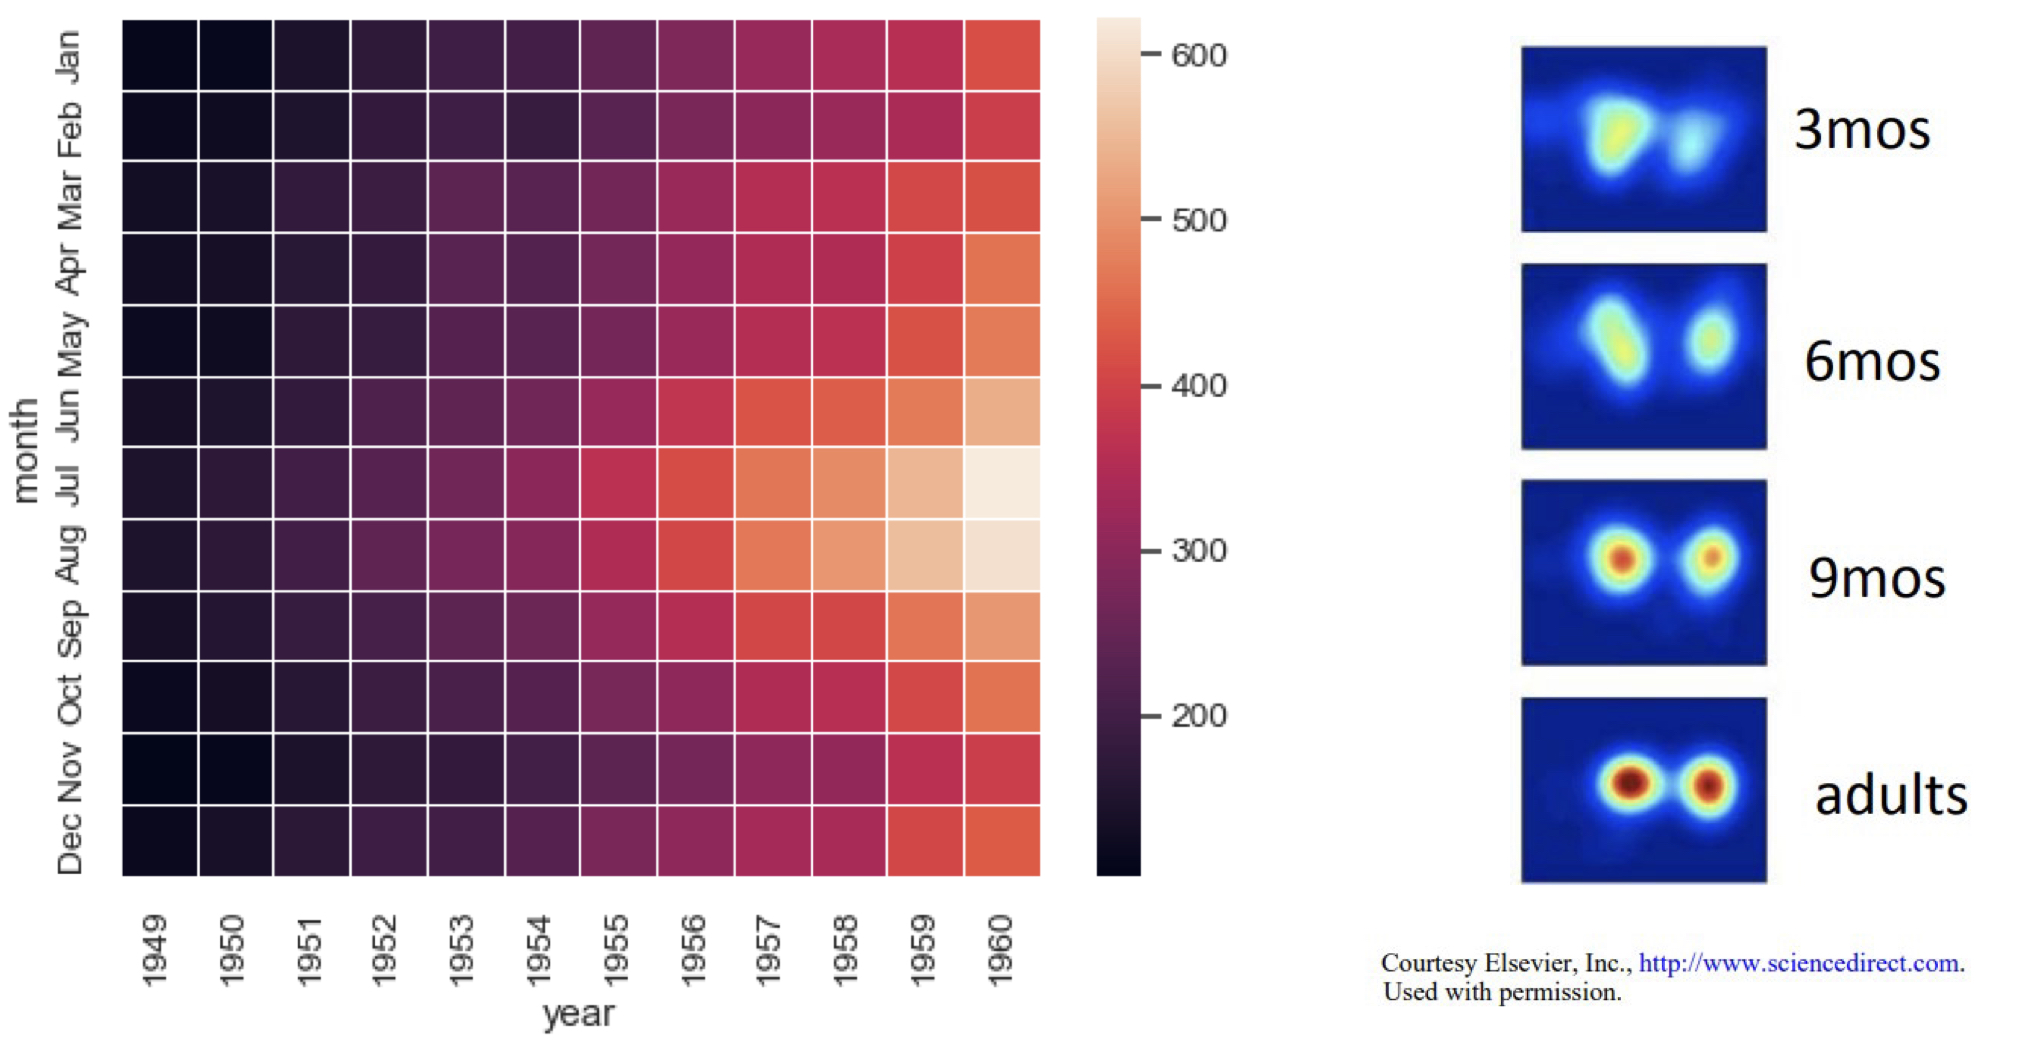 month
Jan
Feb
Mar
Apr
May
Jun
Jul
Aug
Sep
Oct
Nov
Dec
1949
1950
1951
1952
1953
1954
1955
1956
1957
1958
1959
1960
year
600
500
400
300
200
3mos
6mos
9mos
adults
Courtesy Elsevier, Inc., http://www.sciencedirect.com.
Used with permission.